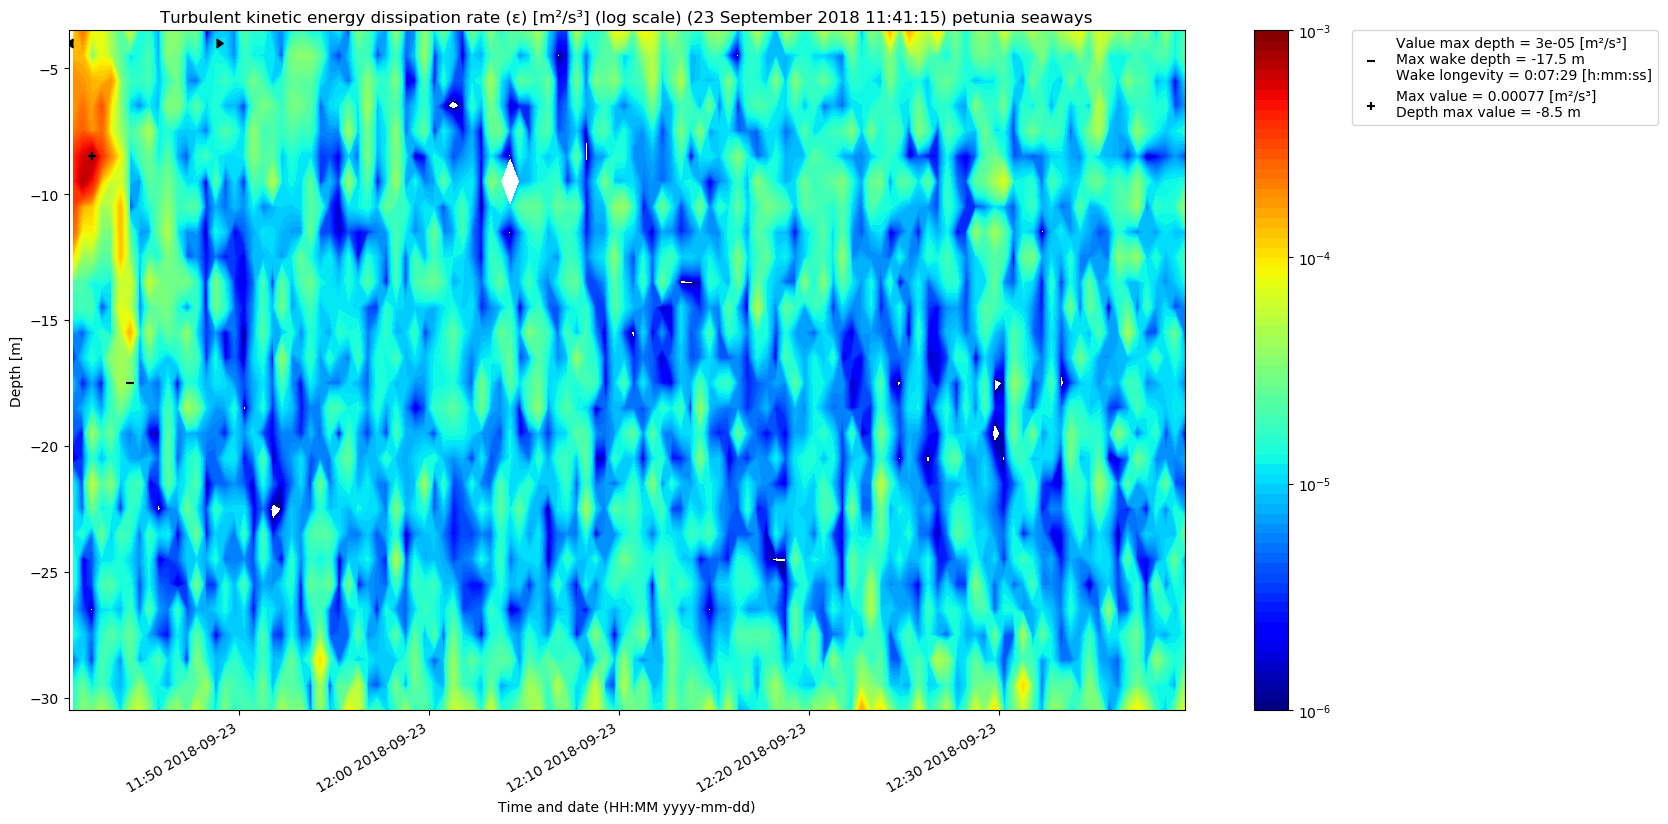 Turbulent kinetic energy dissipation rate (ε) [m²/s³] (log scale) (23 September 2018 11:41:15) petunia seaways
Value max depth = 3e-05 [m²/s³]
Max wake depth = -17.5 m
Wake longevity = 0:07:29 [h:mm:ss]
Max value = 0.00077 [m²/s³]
Depth max value = -8.5 m
Depth [m]
−5
−10
−15
−20
−25
−30
11:50 2018-09-23
12:00 2018-09-23
12:10 2018-09-23
12:20 2018-09-23
12:30 2018-09-23
Time and date (HH:MM yyyy-mm-dd)
10⁻³
10⁻⁴
10⁻⁵
10⁻⁶